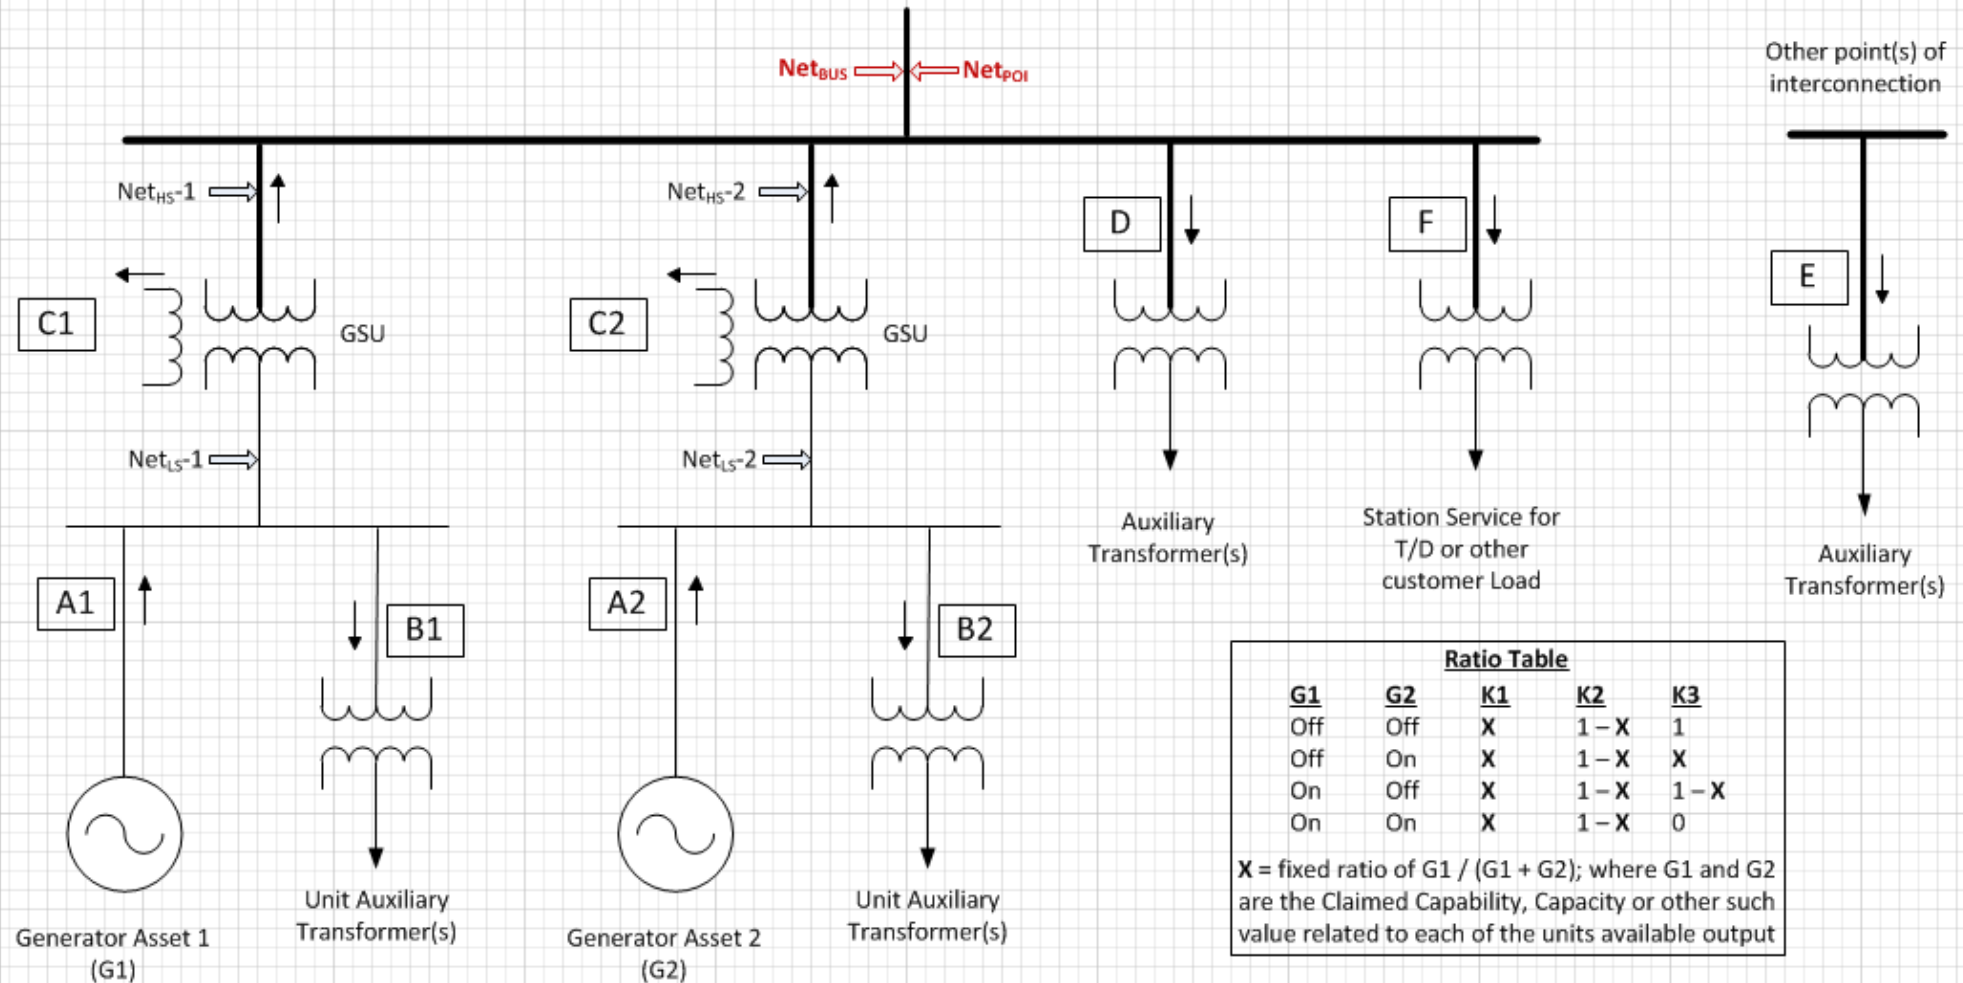 Net_BUS
Net_POI
Other point(s) of
interconnection
Net_HS-1
Net_HS-2
D
F
E
C1
GSU
C2
GSU
Net_LS-1
Net_LS-2
Auxiliary
Transformer(s)
Station Service for
T/D or other
customer Load
Auxiliary
Transformer(s)
A1
B1
A2
B2
Unit Auxiliary
Transformer(s)
Unit Auxiliary
Transformer(s)
Generator Asset 1
(G1)
Generator Asset 2
(G2)
Ratio Table
G1 G2 K1 K2 K3
Off Off X 1 – X 1
Off On X 1 – X X
On Off X 1 – X 1 – X
On On X 1 – X 0
X = fixed ratio of G1 / (G1 + G2); where G1 and G2
are the Claimed Capability, Capacity or other such
value related to each of the units available output